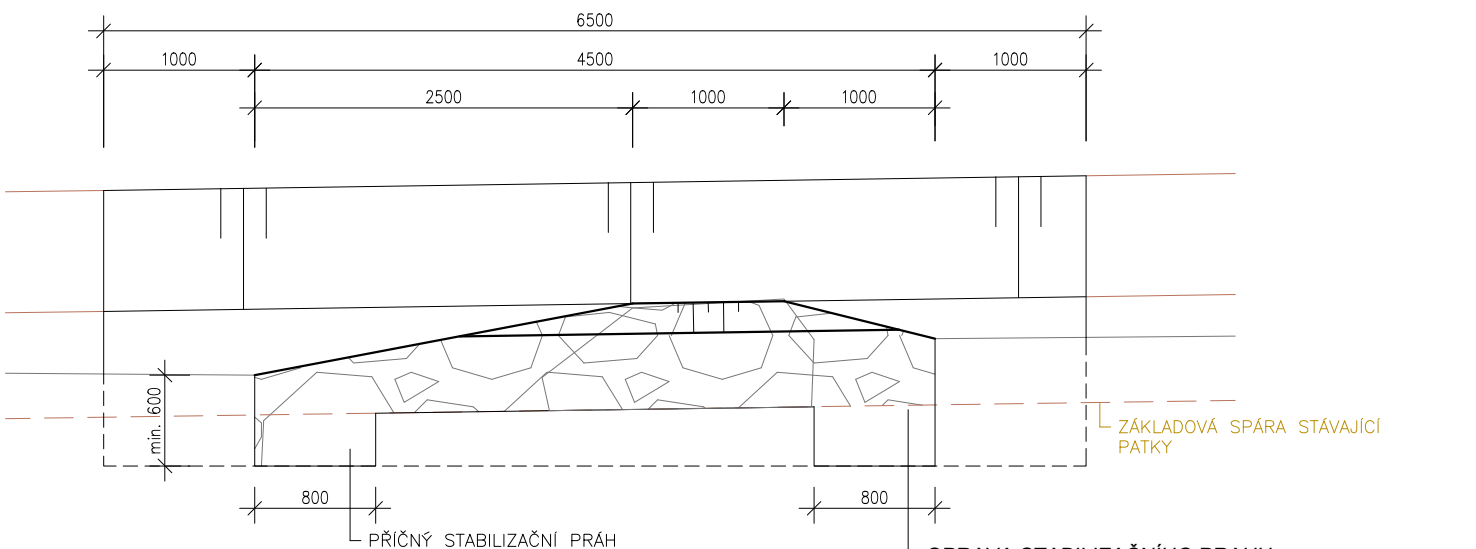 6500
1000 4500 1000
2500 1000 1000
min. 600
ZÁKLADOVÁ SPÁRA STÁVAJÍCÍ
PATKY
800 800
PŘÍČNÝ STABILIZAČNÍ PRÁH